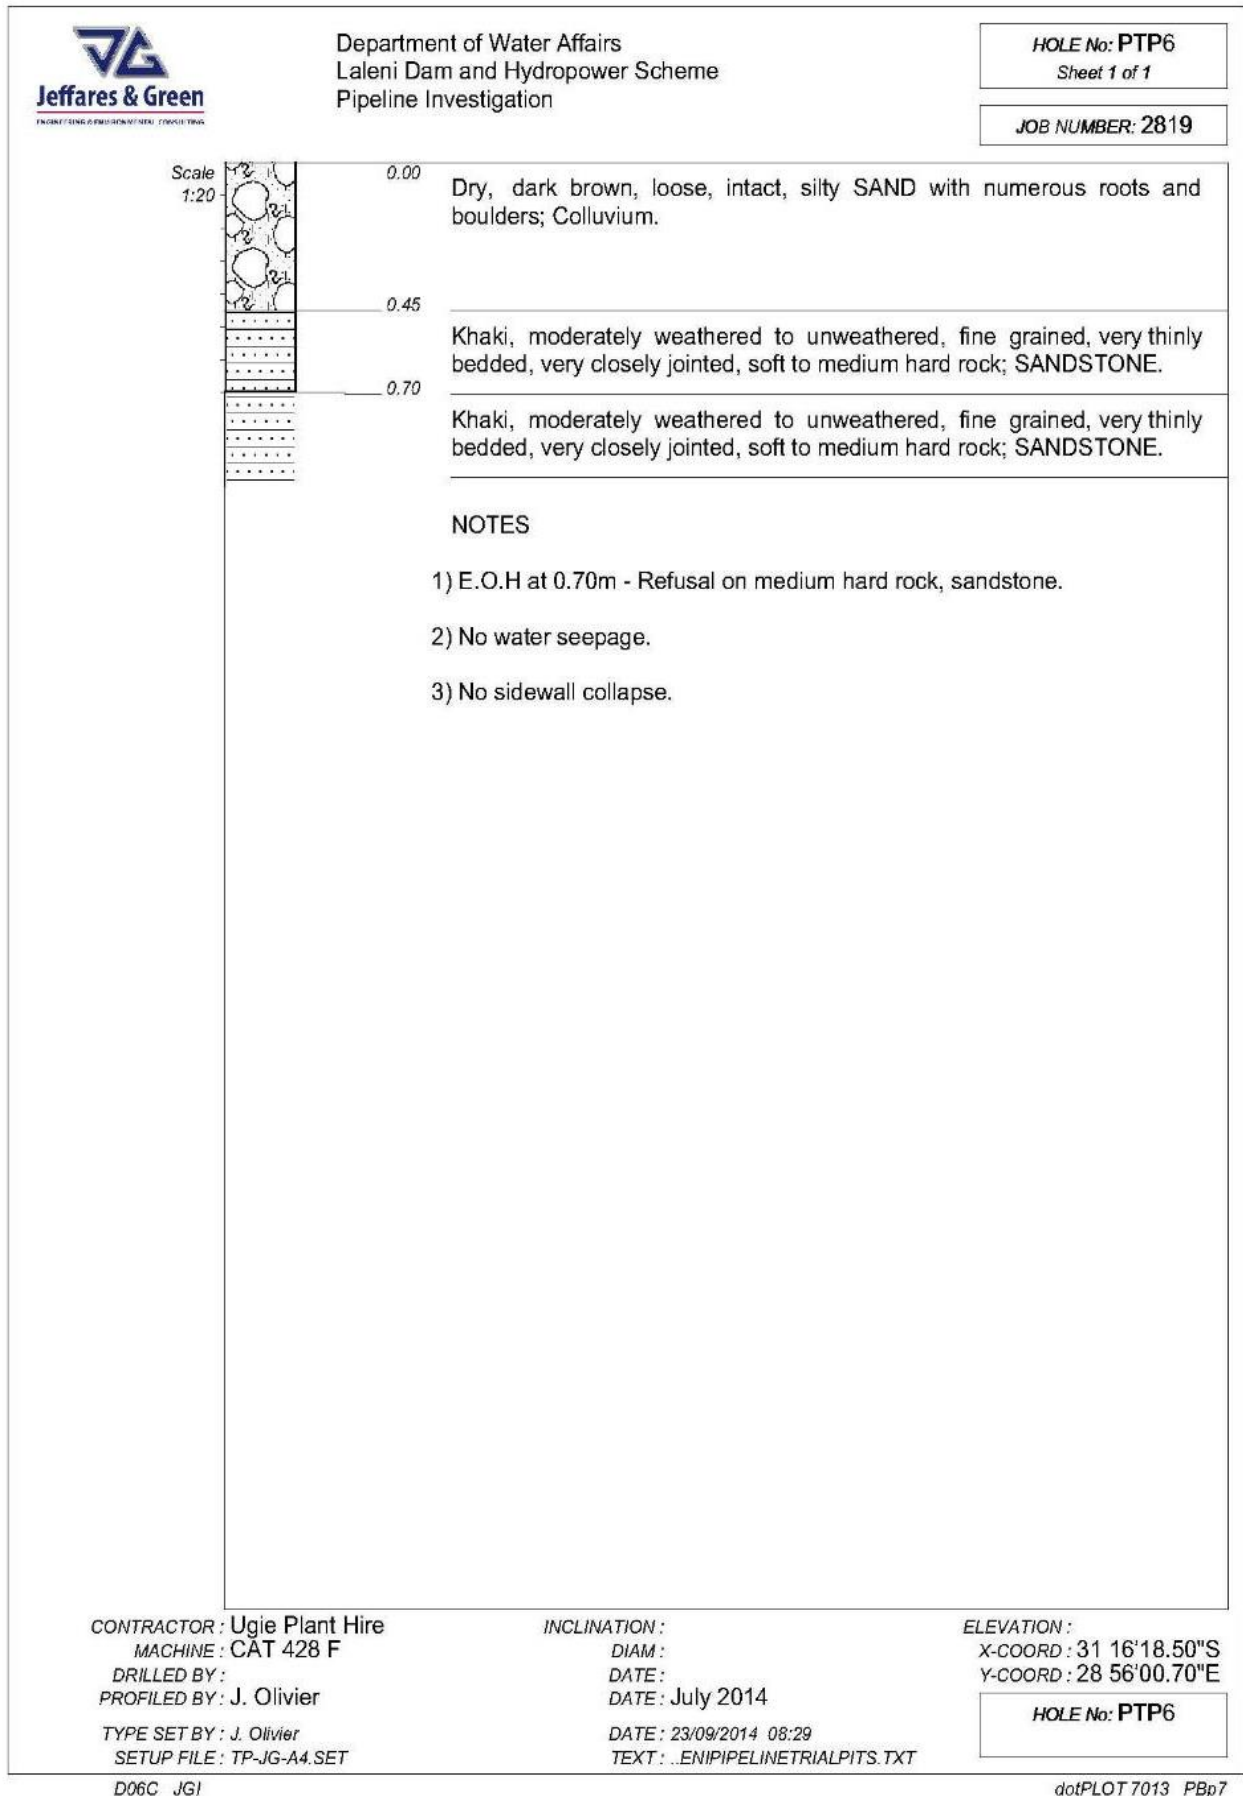 Jeffares & Green
ENGINEERING & ENVIRONMENTAL CONSULTING
Department of Water Affairs
Laleni Dam and Hydropower Scheme
Pipeline Investigation
HOLE No: PTP6
Sheet 1 of 1
JOB NUMBER: 2819
Scale
1:20
0.00
Dry, dark brown, loose, intact, silty SAND with numerous roots and
boulders; Colluvium.
0.45
Khaki, moderately weathered to unweathered, fine grained, very thinly
bedded, very closely jointed, soft to medium hard rock; SANDSTONE.
0.70
Khaki, moderately weathered to unweathered, fine grained, very thinly
bedded, very closely jointed, soft to medium hard rock; SANDSTONE.
NOTES
1) E.O.H at 0.70m - Refusal on medium hard rock, sandstone.
2) No water seepage.
3) No sidewall collapse.
CONTRACTOR : Ugie Plant Hire
MACHINE : CAT 428 F
DRILLED BY :
PROFILED BY : J. Olivier
TYPE SET BY : J. Olivier
SETUP FILE : TP-JG-A4.SET
INCLINATION :
DIAM :
DATE :
DATE : July 2014
DATE : 23/09/2014 08:29
TEXT : ..ENIPIPELINETRIALPITS.TXT
ELEVATION :
X-COORD : 31 16'18.50"S
Y-COORD : 28 56'00.70"E
HOLE No: PTP6
D06C JGI
dotPLOT 7013 PBp7